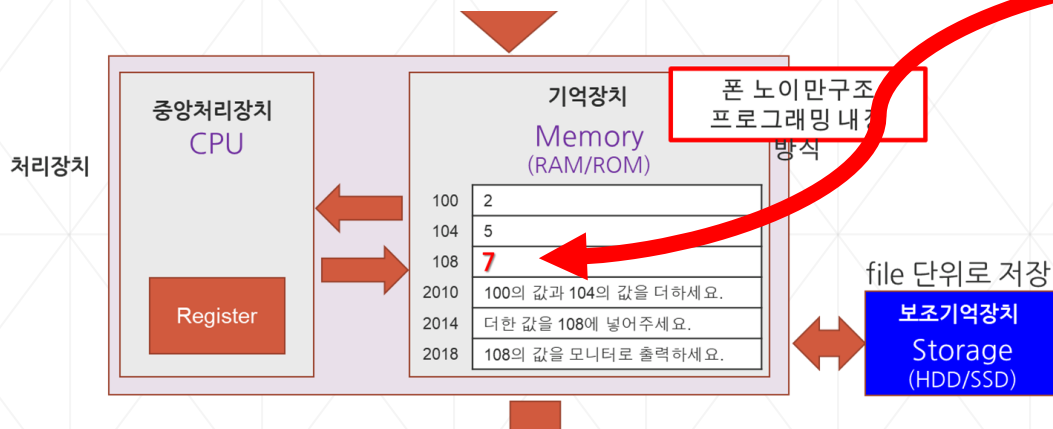 처리장치
중앙처리장치
CPU
Register
기억장치
Memory
(RAM/ROM)
폰 노이만구조
프로그래밍 내장
방식
100 2
104 5
108 7
2010 100의 값과 104의 값을 더하세요.
2014 더한 값을 108에 넣어주세요.
2018 108의 값을 모니터로 출력하세요.
file 단위로 저장
보조기억장치
Storage
(HDD/SSD)